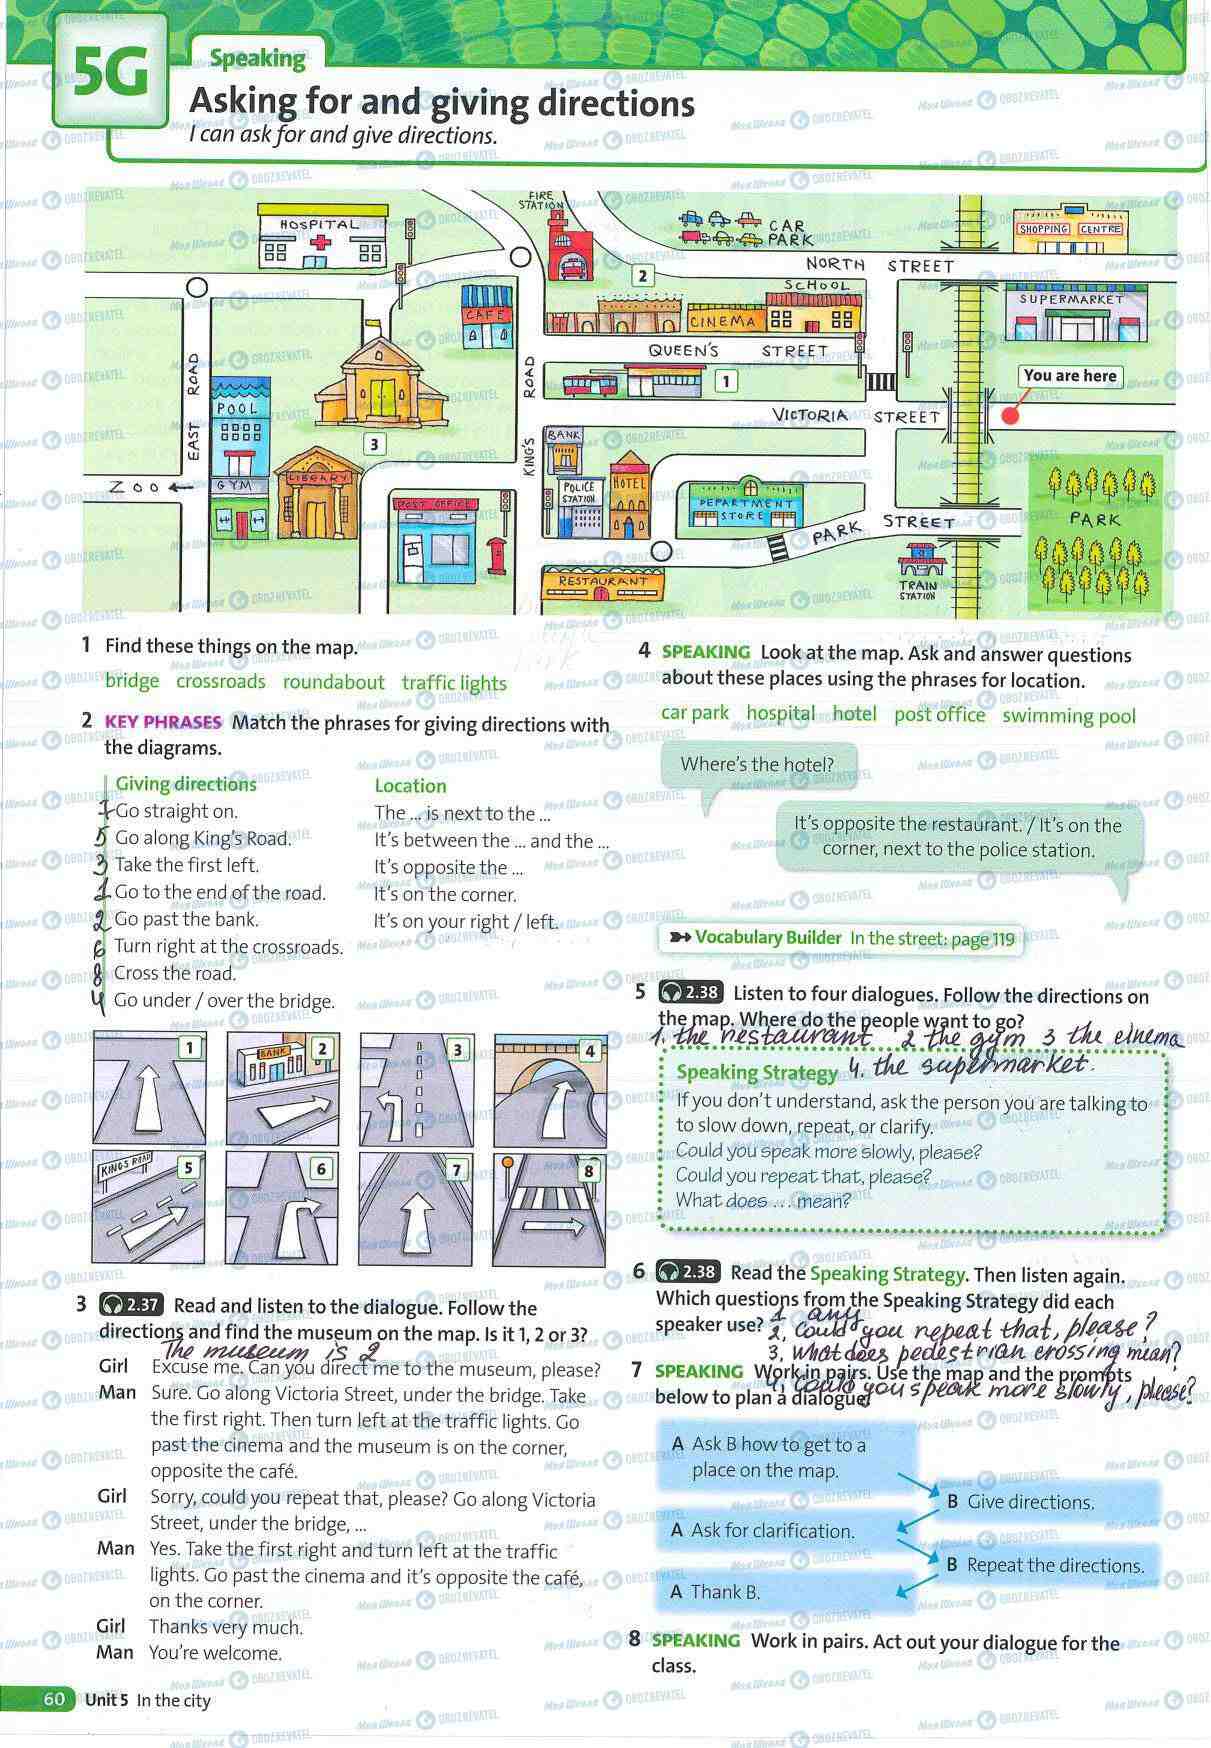 5G
Speaking
Asking for and giving directions
I can ask for and give directions.
HOSPITAL
FIRE
STATION
CAR
PARK
SHOPPING CENTRE
NORTH STREET
2
SCHOOL
CAFE
CINEMA
SUPERMARKET
QUEEN'S STREET
EAST ROAD
KING'S ROAD
1
You are here
POOL
VICTORIA STREET
3
BANK
LIBRARY
ZOO
GYM
POLICE
STATION
HOTEL
POST OFFICE
DEPARTMENT
STORE
PARK STREET
PARK
RESTAURANT
TRAIN
STATION
1 Find these things on the map.
bridge crossroads roundabout traffic lights
2 KEY PHRASES Match the phrases for giving directions with
the diagrams.
Giving directions
7 Go straight on.
5 Go along King's Road.
3 Take the first left.
1 Go to the end of the road.
2 Go past the bank.
6 Turn right at the crossroads.
8 Cross the road.
4 Go under / over the bridge.
Location
The ... is next to the ...
It's between the ... and the ...
It's opposite the ...
It's on the corner.
It's on your right / left.
1
BANK 2
3
4
KING'S ROAD 5
6
7
8
3 2.37 Read and listen to the dialogue. Follow the
directions and find the museum on the map. Is it 1, 2 or 3?
The museum is 2
Girl Excuse me. Can you direct me to the museum, please?
Man Sure. Go along Victoria Street, under the bridge. Take
the first right. Then turn left at the traffic lights. Go
past the cinema and the museum is on the corner,
opposite the café.
Girl Sorry, could you repeat that, please? Go along Victoria
Street, under the bridge, ...
Man Yes. Take the first right and turn left at the traffic
lights. Go past the cinema and it's opposite the café,
on the corner.
Girl Thanks very much.
Man You're welcome.
60 Unit 5 In the city
4 SPEAKING Look at the map. Ask and answer questions
about these places using the phrases for location.
car park hospital hotel post office swimming pool
Where's the hotel?
It's opposite the restaurant. / It's on the
corner, next to the police station.
Vocabulary Builder In the street: page 119
5 2.38 Listen to four dialogues. Follow the directions on
the map. Where do the people want to go?
1. the restaurant 2 the gym 3 the cinema
4. the supermarket.
Speaking Strategy
If you don't understand, ask the person you are talking to
to slow down, repeat, or clarify.
Could you speak more slowly, please?
Could you repeat that, please?
What does ... mean?
6 2.38 Read the Speaking Strategy. Then listen again.
Which questions from the Speaking Strategy did each
speaker use?
1. any
2. Could you repeat that, please?
3. What does pedestrian crossing mean?
4. Could you speak more slowly, please?
7 SPEAKING Work in pairs. Use the map and the prompts
below to plan a dialogue.
A Ask B how to get to a
place on the map.
B Give directions.
A Ask for clarification.
B Repeat the directions.
A Thank B.
8 SPEAKING Work in pairs. Act out your dialogue for the
class.